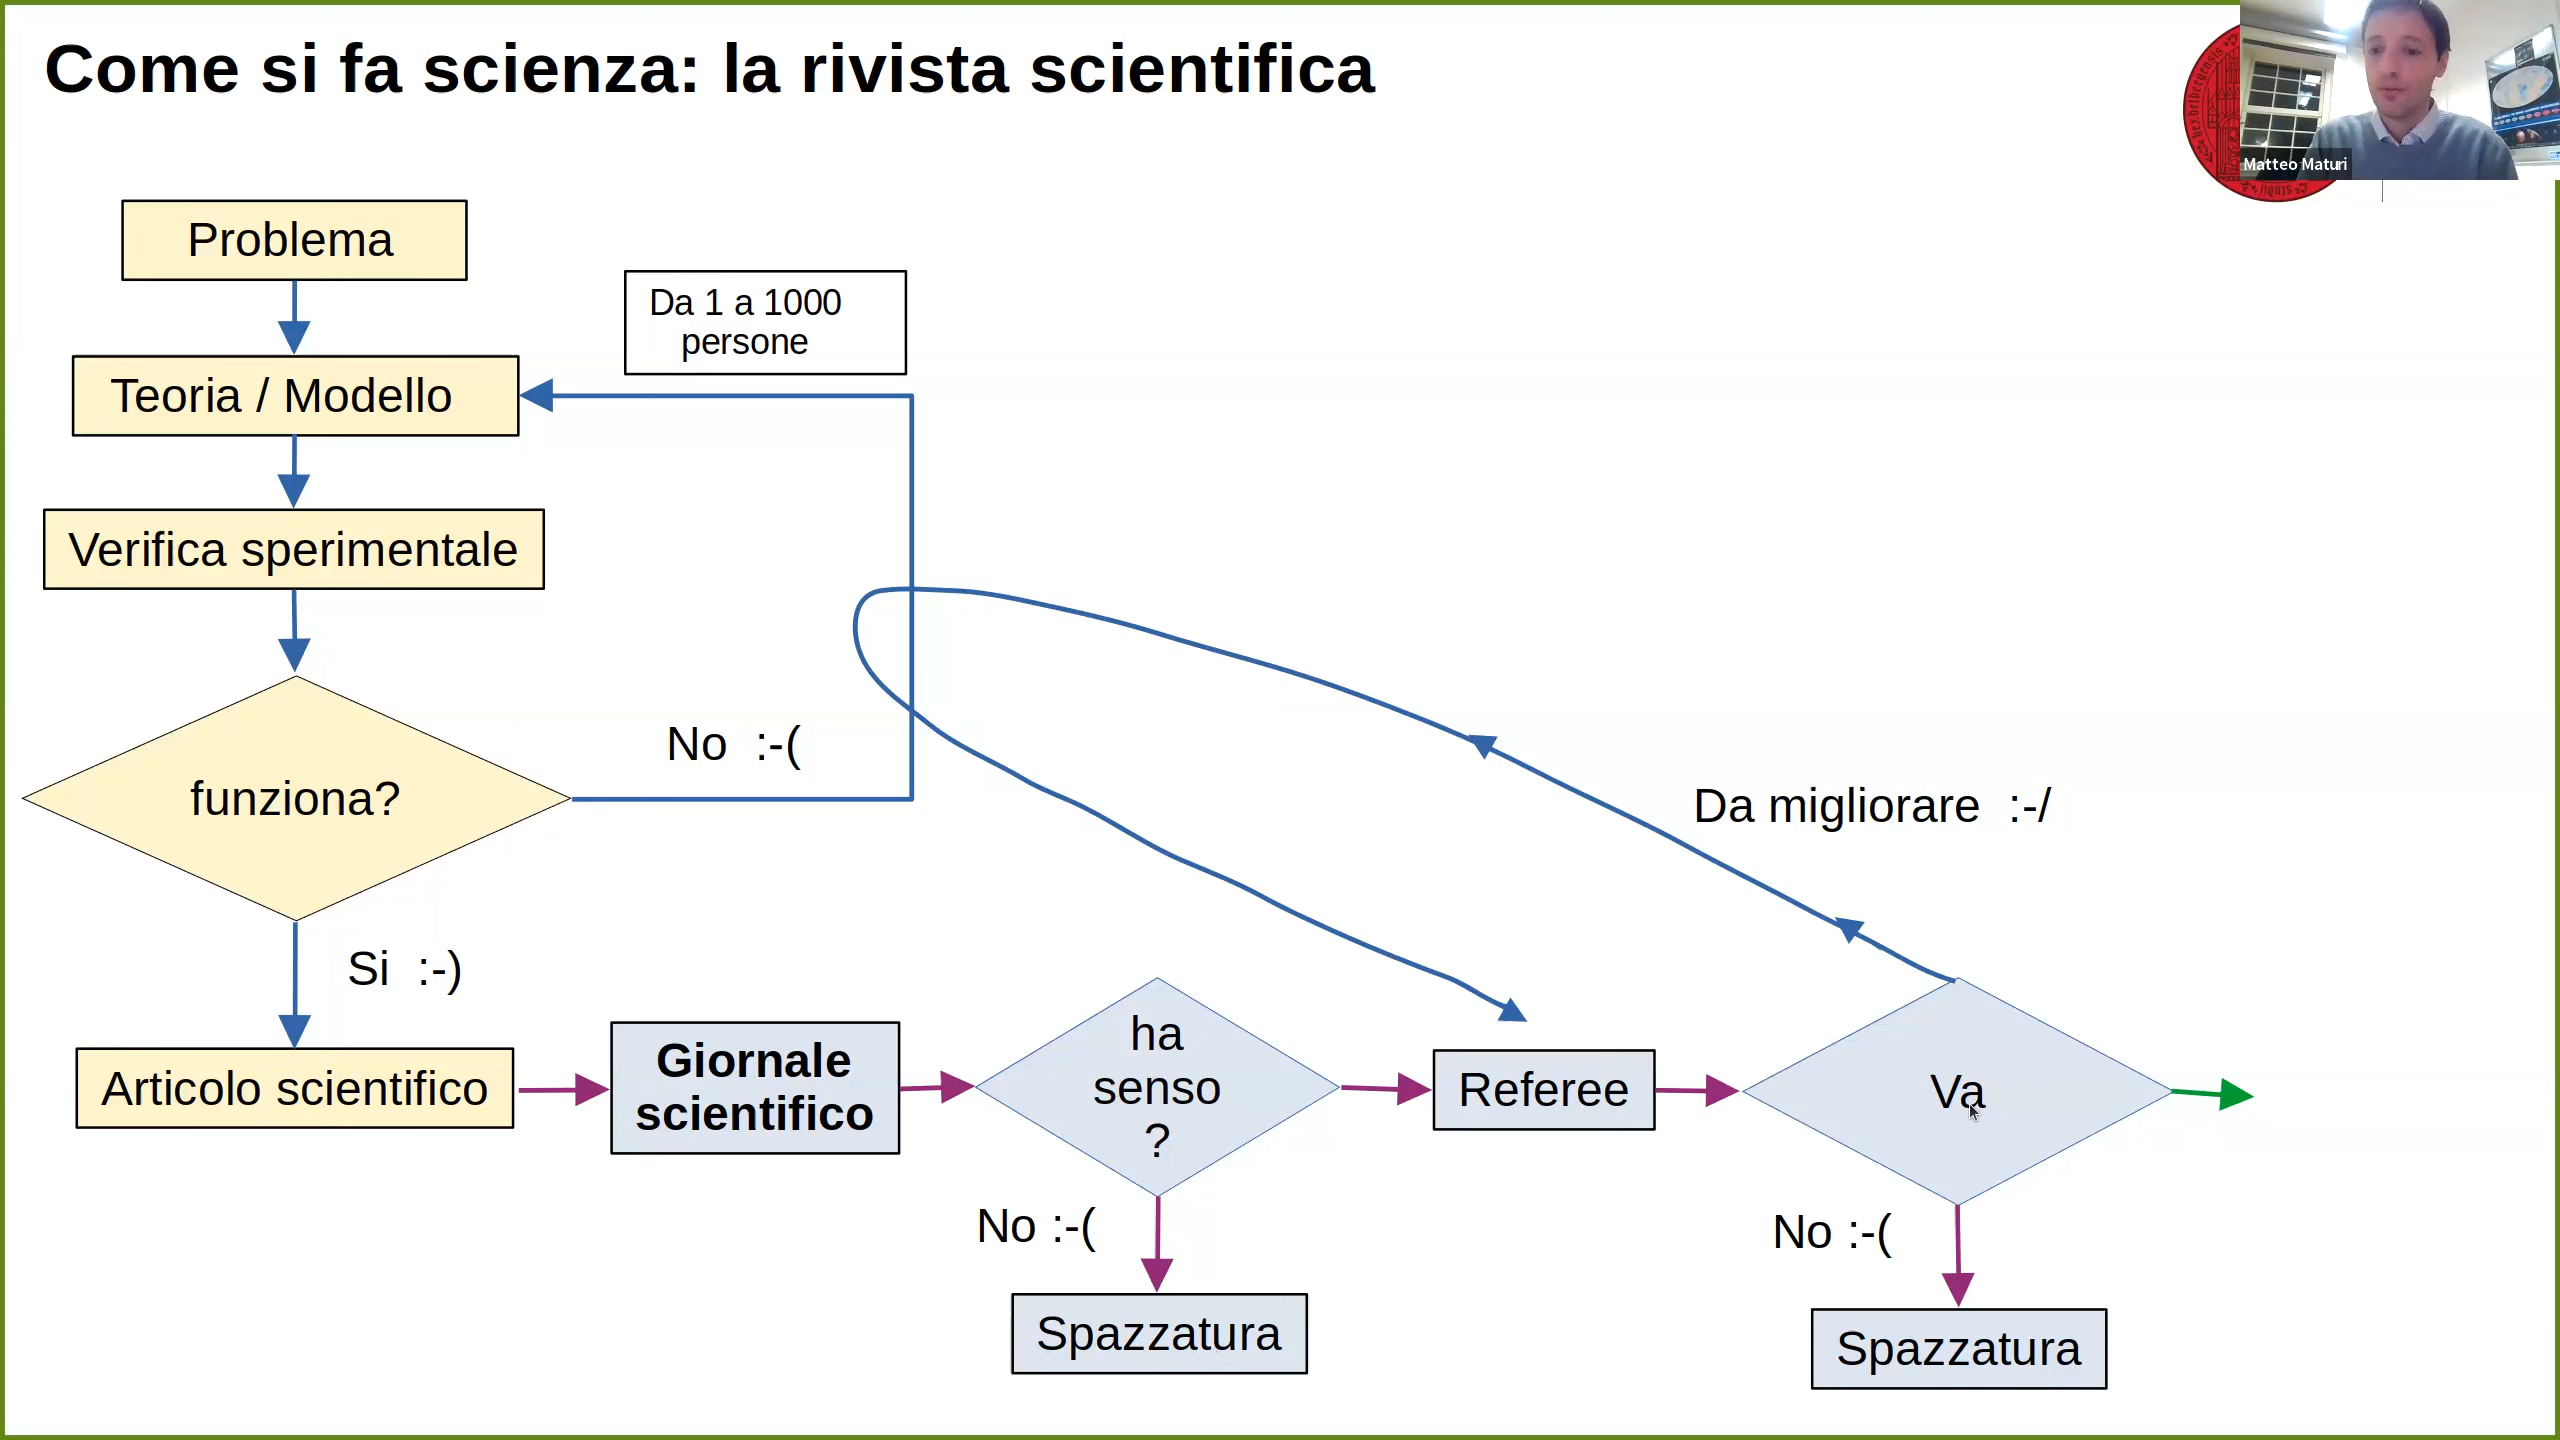 Come si fa scienza: la rivista scientifica
Matteo Maturi
Problema
Da 1 a 1000
persone
Teoria / Modello
Verifica sperimentale
No :-(
funziona?
Da migliorare :-/
Si :-)
Articolo scientifico
Giornale
scientifico
ha
senso
?
Referee
Va
No :-(
No :-(
Spazzatura
Spazzatura